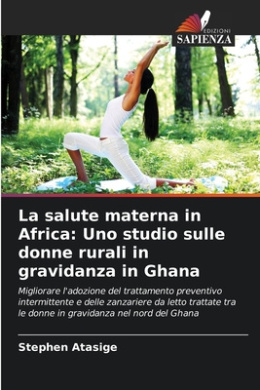 EDIZIONI
SAPIENZA
La salute materna in
Africa: Uno studio sulle
donne rurali in
gravidanza in Ghana
Migliorare l'adozione del trattamento preventivo
intermittente e delle zanzariere da letto trattate tra
le donne in gravidanza nel nord del Ghana
Stephen Atasige